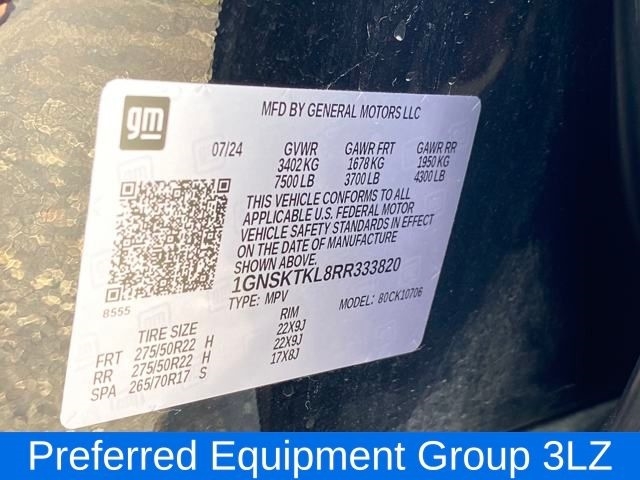 gm
MFD BY GENERAL MOTORS LLC
07/24 GVWR GAWR FRT GAWR RR
3402 KG 1678 KG 1950 KG
7500 LB 3700 LB 4300 LB
THIS VEHICLE CONFORMS TO ALL
APPLICABLE U.S. FEDERAL MOTOR
VEHICLE SAFETY STANDARDS IN EFFECT
ON THE DATE OF MANUFACTURE
SHOWN ABOVE.
1GNSKTKL8RR333820
TYPE: MPV MODEL: 80CK10706
8555
TIRE SIZE RIM
FRT 275/50R22 H 22X9J
RR 275/50R22 H 22X9J
SPA 265/70R17 S 17X8J
Preferred Equipment Group 3LZ